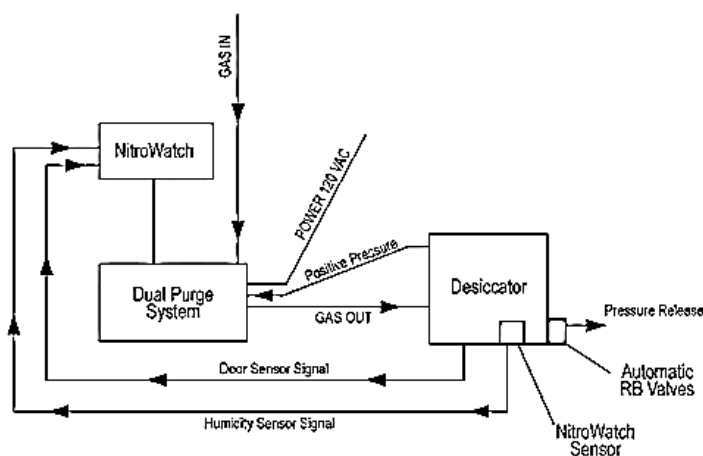 GAS IN
NitroWatch
POWER 120 VAC
Positive Pressure
Dual Purge
System
GAS OUT
Desiccator
Pressure Release
Automatic
RB Valves
NitroWatch
Sensor
Door Sensor Signal
Humidity Sensor Signal